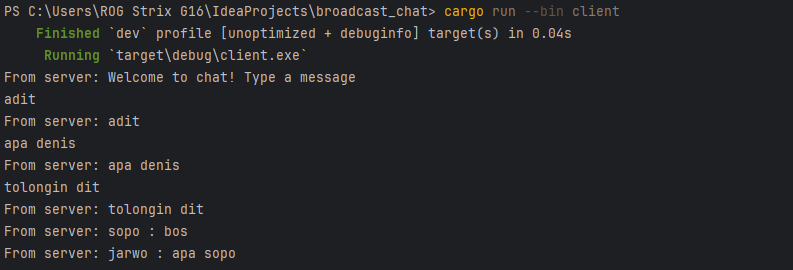 PS C:\Users\ROG Strix G16\IdeaProjects\broadcast_chat> cargo run --bin client
Finished `dev` profile [unoptimized + debuginfo] target(s) in 0.04s
Running `target\debug\client.exe`
From server: Welcome to chat! Type a message
adit
From server: adit
apa denis
From server: apa denis
tolongin dit
From server: tolongin dit
From server: sopo : bos
From server: jarwo : apa sopo